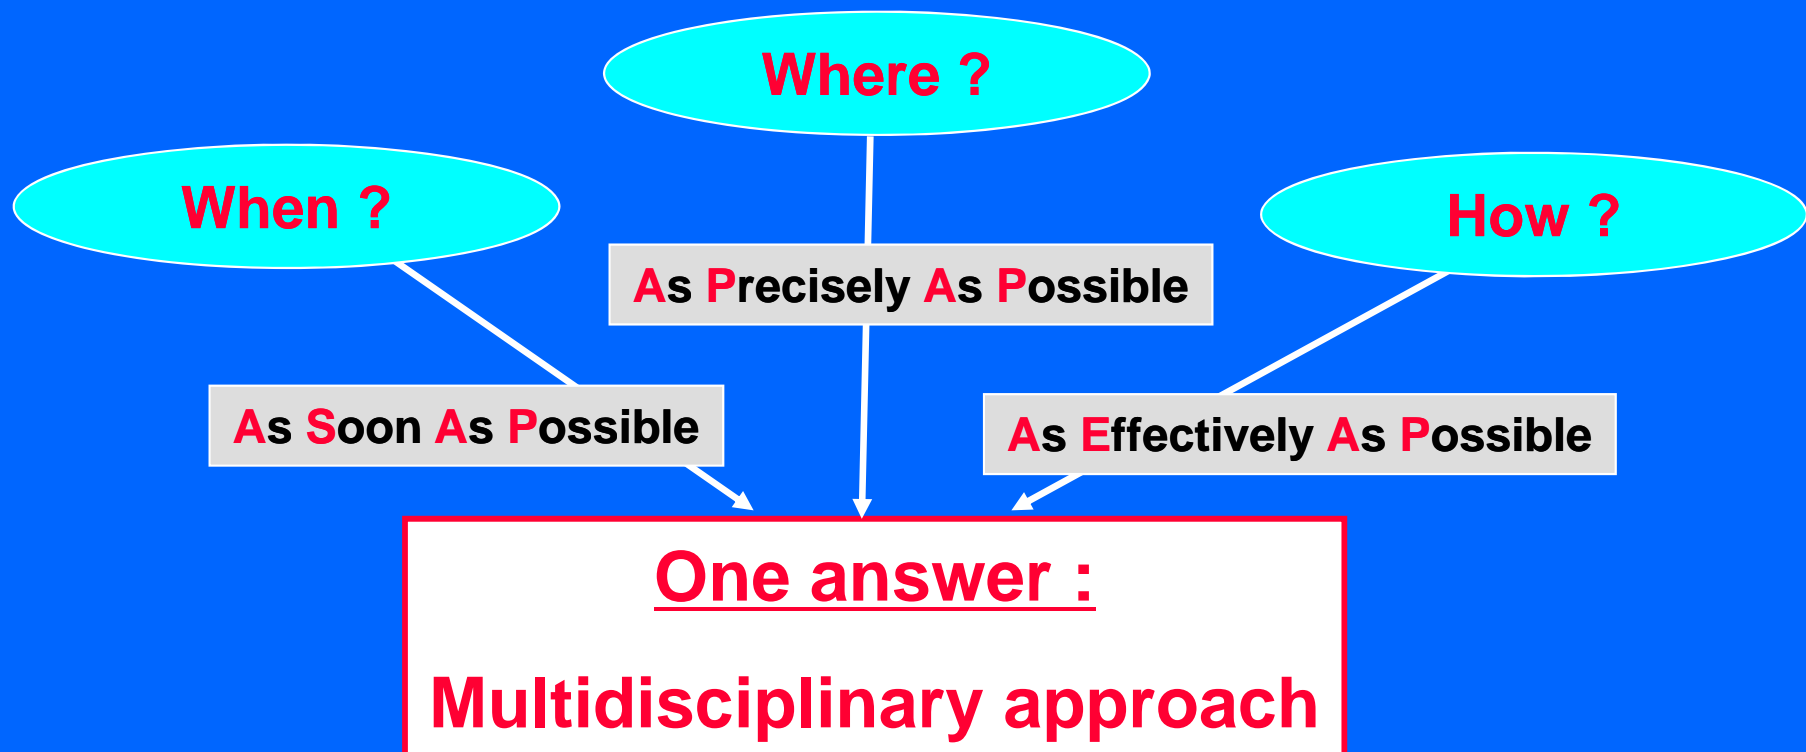 Where ?
When ?
How ?
As Precisely As Possible
As Soon As Possible
As Effectively As Possible
One answer :
Multidisciplinary approach